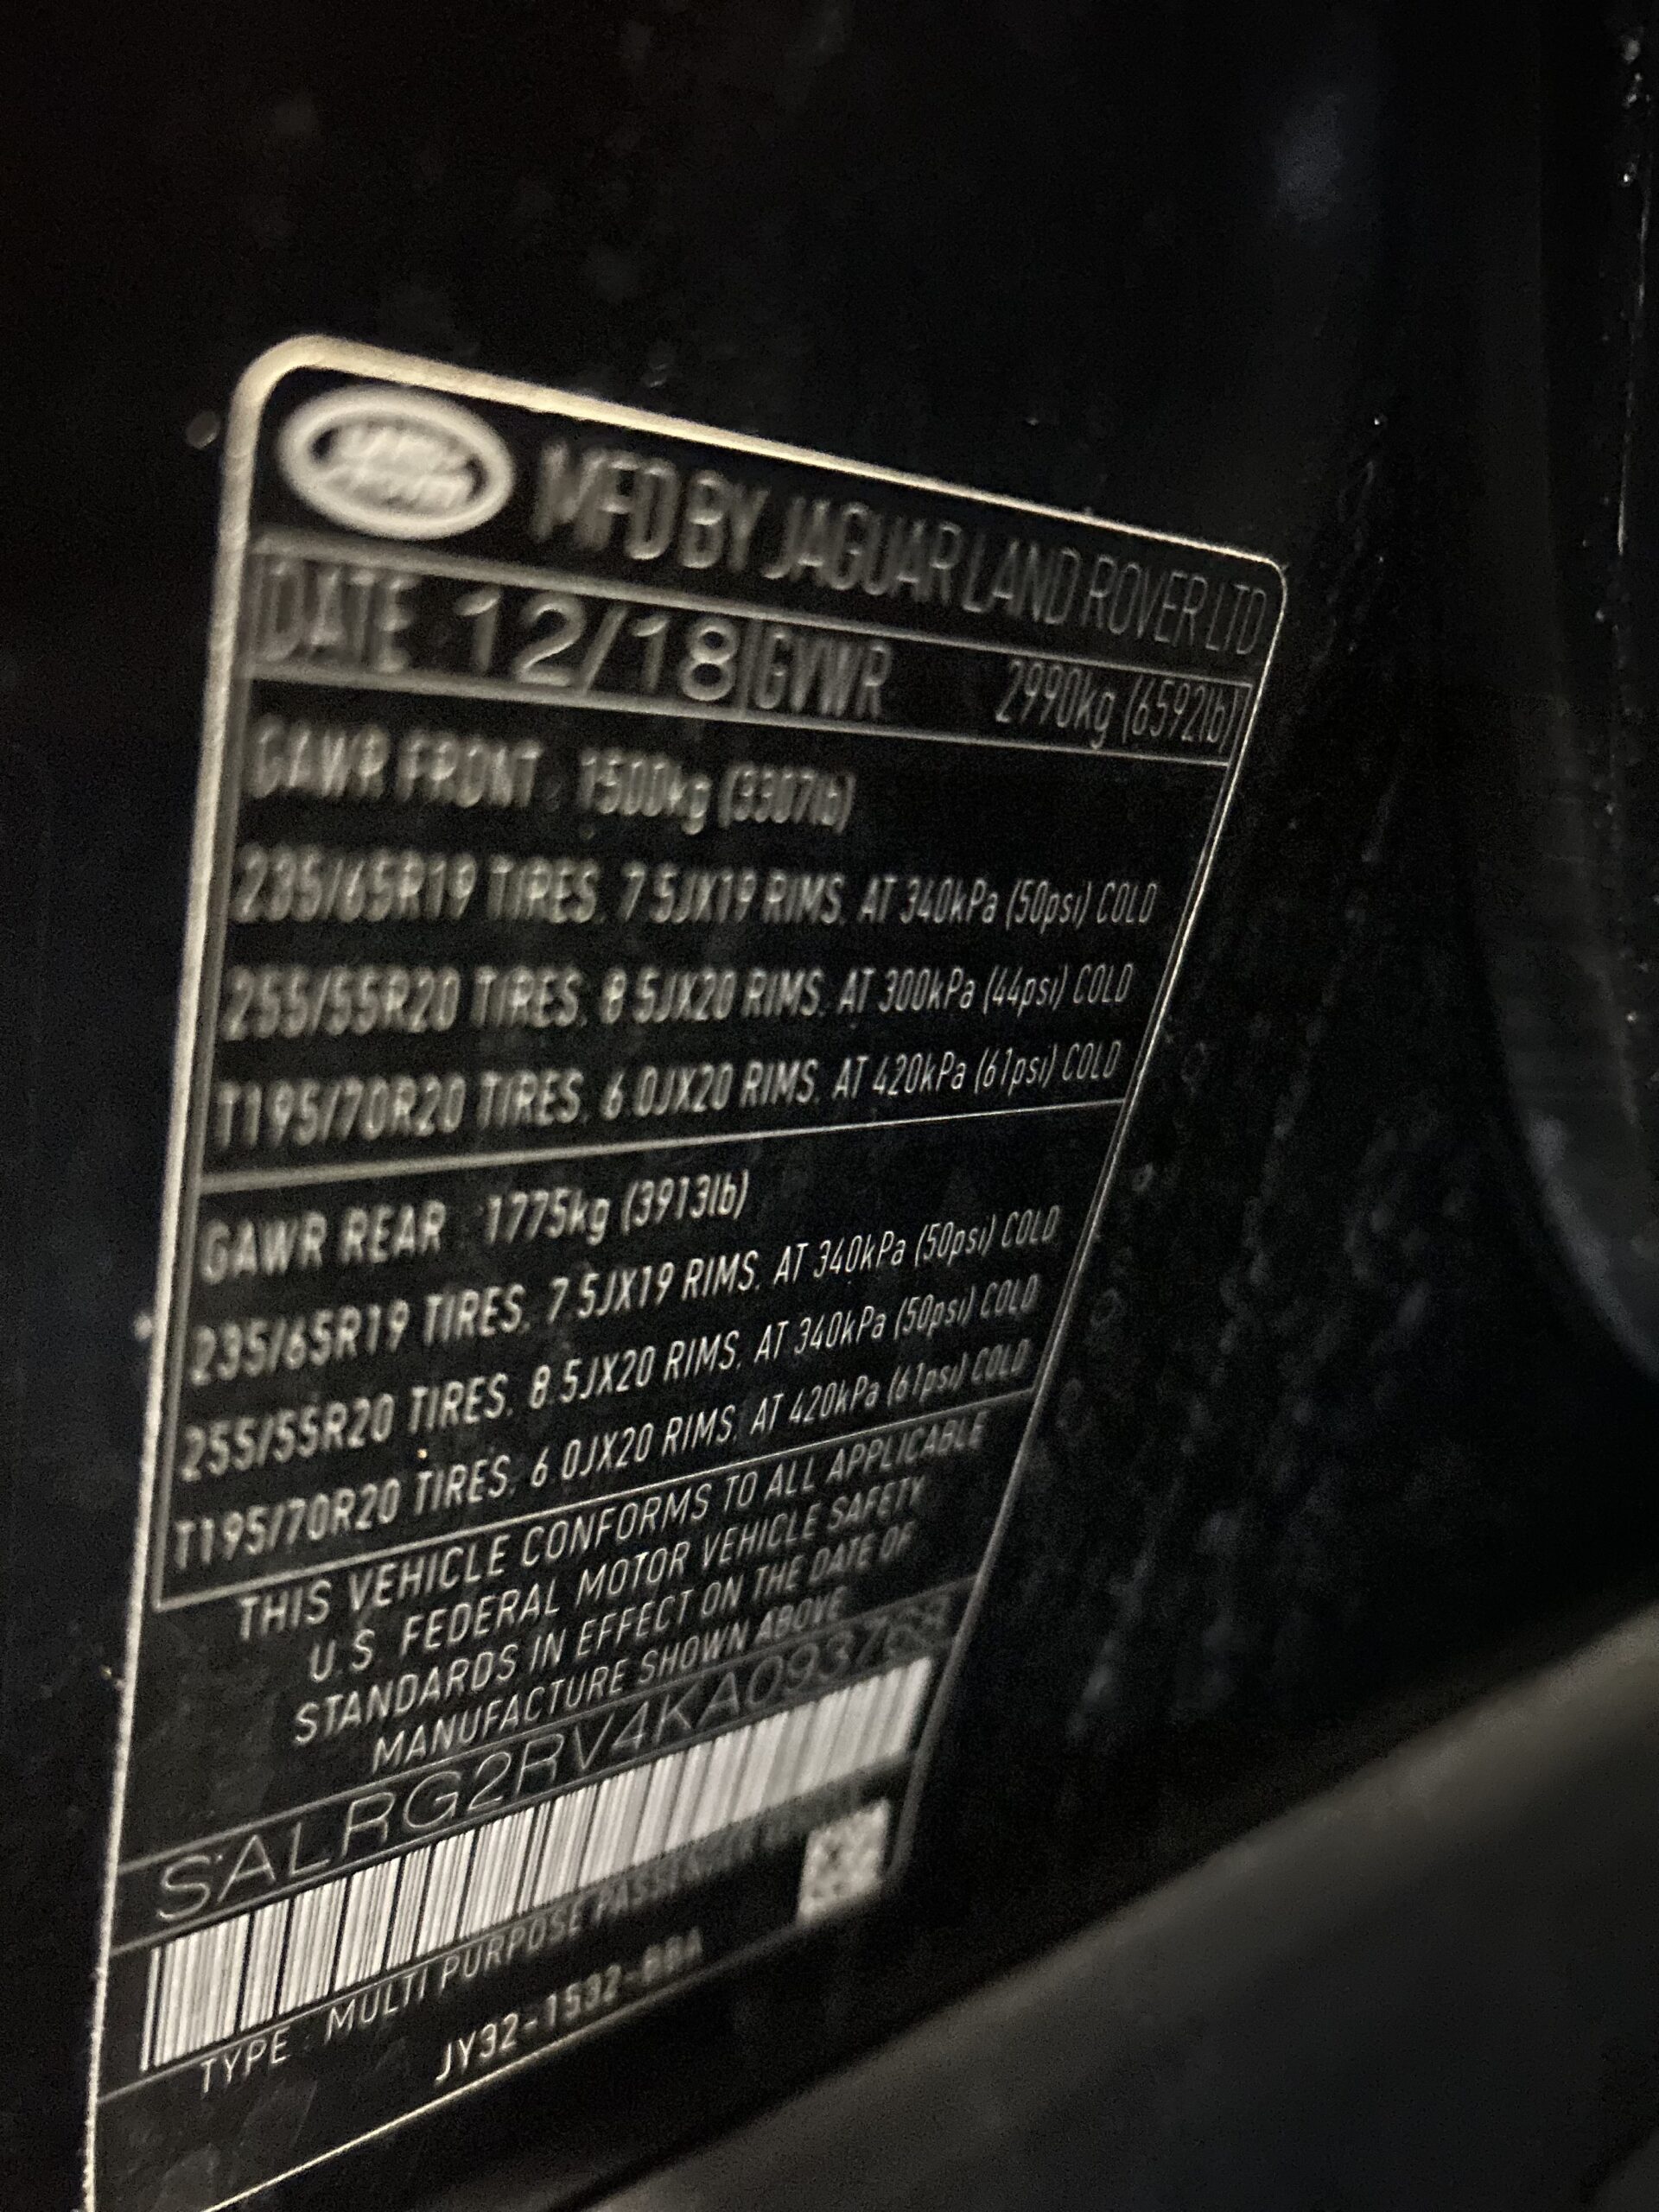 LAND ROVER
MFD BY JAGUAR LAND ROVER LTD
DATE 12/18 GVWR 2990kg (6592lb)
GAWR FRONT 1500kg (3307lb)
235/65R19 TIRES, 7.5JX19 RIMS, AT 340kPa (50psi) COLD
255/55R20 TIRES, 8.5JX20 RIMS, AT 300kPa (44psi) COLD
T195/70R20 TIRES, 6.0JX20 RIMS, AT 420kPa (61psi) COLD
GAWR REAR 1775kg (3913lb)
235/65R19 TIRES, 7.5JX19 RIMS, AT 340kPa (50psi) COLD
255/55R20 TIRES, 8.5JX20 RIMS, AT 340kPa (50psi) COLD
T195/70R20 TIRES, 6.0JX20 RIMS, AT 420kPa (61psi) COLD
THIS VEHICLE CONFORMS TO ALL APPLICABLE
U.S. FEDERAL MOTOR VEHICLE SAFETY
STANDARDS IN EFFECT ON THE DATE OF
MANUFACTURE SHOWN ABOVE
TYPE : MULTI PURPOSE PASSENGER